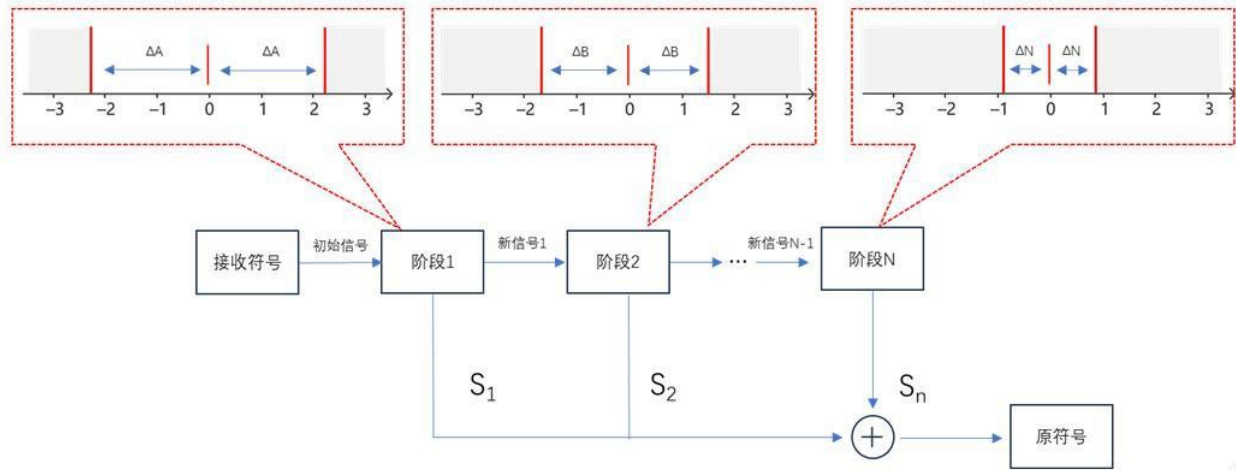 ΔA ΔA
−3 −2 −1 0 1 2 3
ΔB ΔB
−3 −2 −1 0 1 2 3
ΔN ΔN
−3 −2 −1 0 1 2 3
接收符号
初始信号
阶段1
新信号1
阶段2
...
新信号N-1
阶段N
S1
S2
Sn
+
原符号